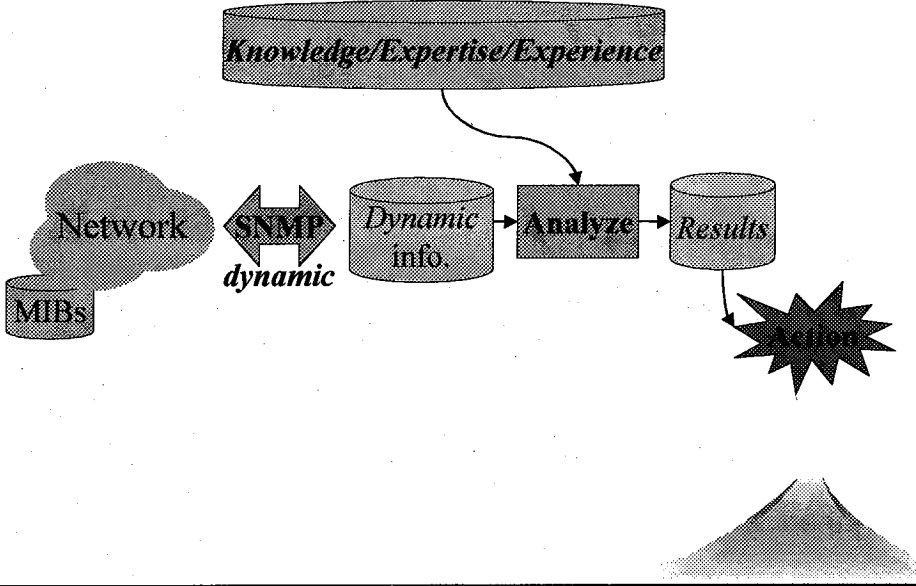 Knowledge/Expertise/Experience
Network
SNMP
dynamic
MIBs
Dynamic
info.
Analyze
Results
Action